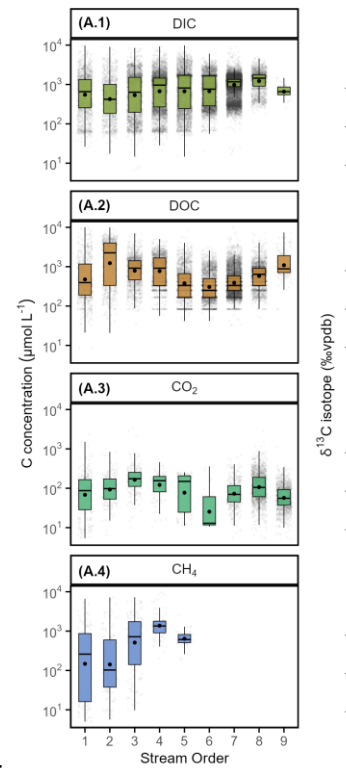 (A.1) DIC
10⁴
10³
10²
10¹
(A.2) DOC
10⁴
10³
10²
10¹
(A.3) CO₂
10⁴
10³
10²
10¹
(A.4) CH₄
10⁴
10³
10²
10¹
1 2 3 4 5 6 7 8 9
Stream Order
C concentration (µmol L⁻¹)
δ¹³C isotope (‰vpdb)